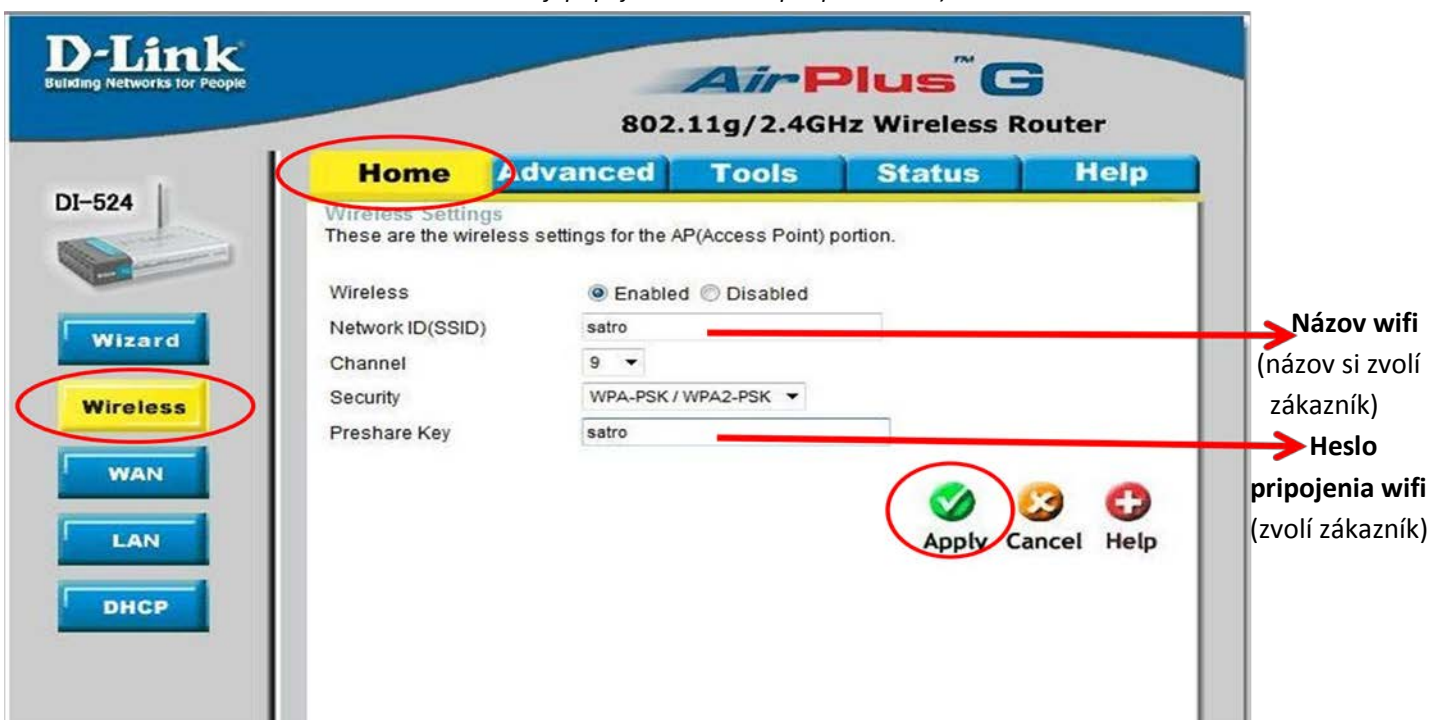 D-Link
Building Networks for People
AirPlus™ G
802.11g/2.4GHz Wireless Router
DI-524
Home Advanced Tools Status Help
Wireless Settings
These are the wireless settings for the AP(Access Point) portion.
Wireless Enabled Disabled
Network ID(SSID) satro
Channel 9
Security WPA-PSK / WPA2-PSK
Preshare Key satro
Apply Cancel Help
Wizard
Wireless
WAN
LAN
DHCP
Názov wifi
(názov si zvolí
zákazník)
Heslo
pripojenia wifi
(zvolí zákazník)